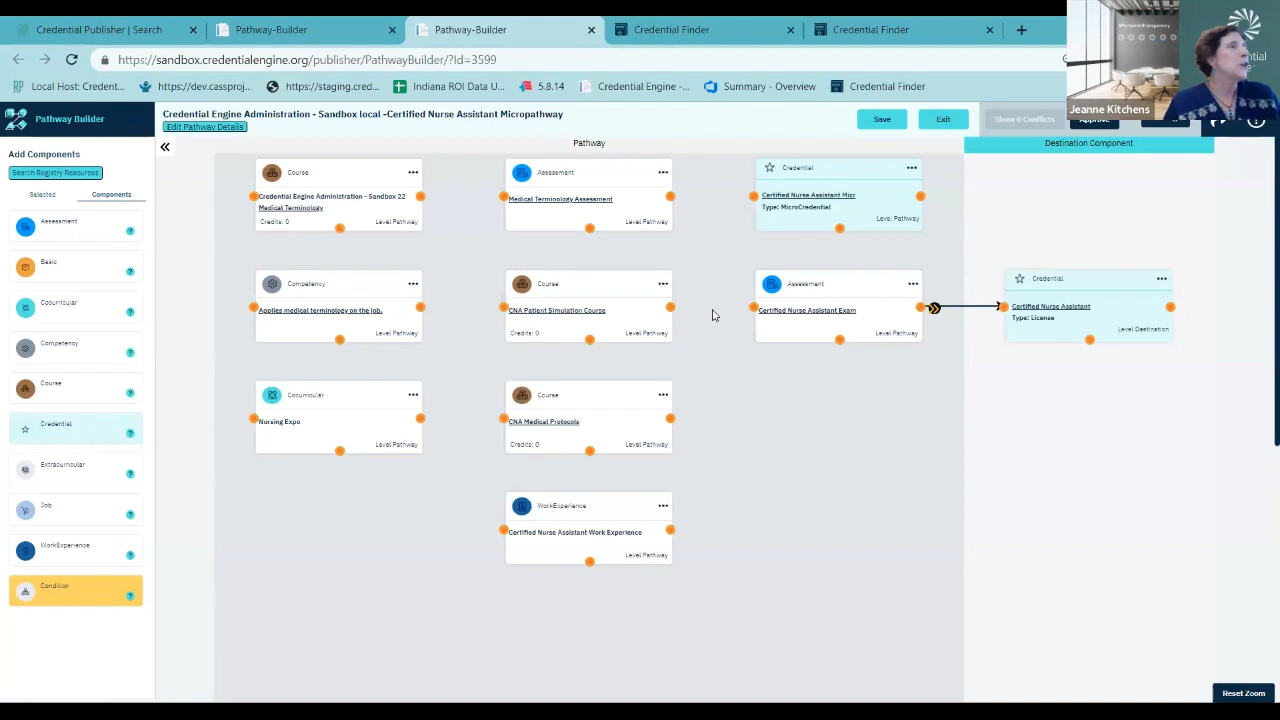 Credential Publisher | Search
Pathway-Builder
Pathway-Builder
Credential Finder
Credential Finder
https://sandbox.credentialengine.org/publisher/PathwayBuilder/?Id=3599
Local Host: Credent...
https://dev.cassproj...
https://staging.cred...
Indiana ROI Data U...
5.8.14
Credential Engine -...
Summary - Overview
Credential Finder
Jeanne Kitchens
Pathway Builder
Credential Engine Administration - Sandbox local -Certified Nurse Assistant Micropathway
Edit Pathway Details
Save
Exit
Show 0 Conflicts
Approve
Add Components
Search Registry Resources
Selected
Components
Assessment
Basic
Cocurricular
Competency
Course
Credential
Extracurricular
Job
WorkExperience
Condition
Pathway
Destination Component
Course
Credential Engine Administration - Sandbox 22
Medical Terminology
Credits: 0
Level Pathway
Assessment
Medical Terminology Assessment
Level Pathway
Credential
Certified Nurse Assistant Micr
Type: MicroCredential
Level Pathway
Competency
Applies medical terminology on the job.
Level Pathway
Course
CNA Patient Simulation Course
Credits: 0
Level Pathway
Assessment
Certified Nurse Assistant Exam
Level Pathway
Credential
Certified Nurse Assistant
Type: License
Level Destination
Cocurricular
Nursing Expo
Level Pathway
Course
CNA Medical Protocols
Credits: 0
Level Pathway
WorkExperience
Certified Nurse Assistant Work Experience
Level Pathway
Reset Zoom